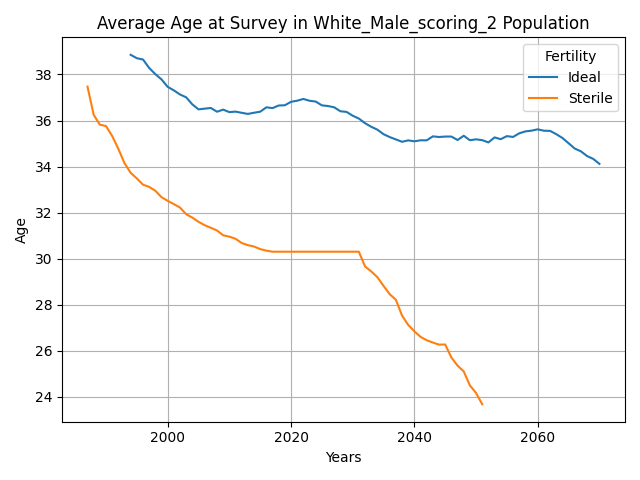 Average Age at Survey in White_Male_scoring_2 Population
Fertility
Ideal
Sterile
Age
38
36
34
32
30
28
26
24
2000
2020
2040
2060
Years